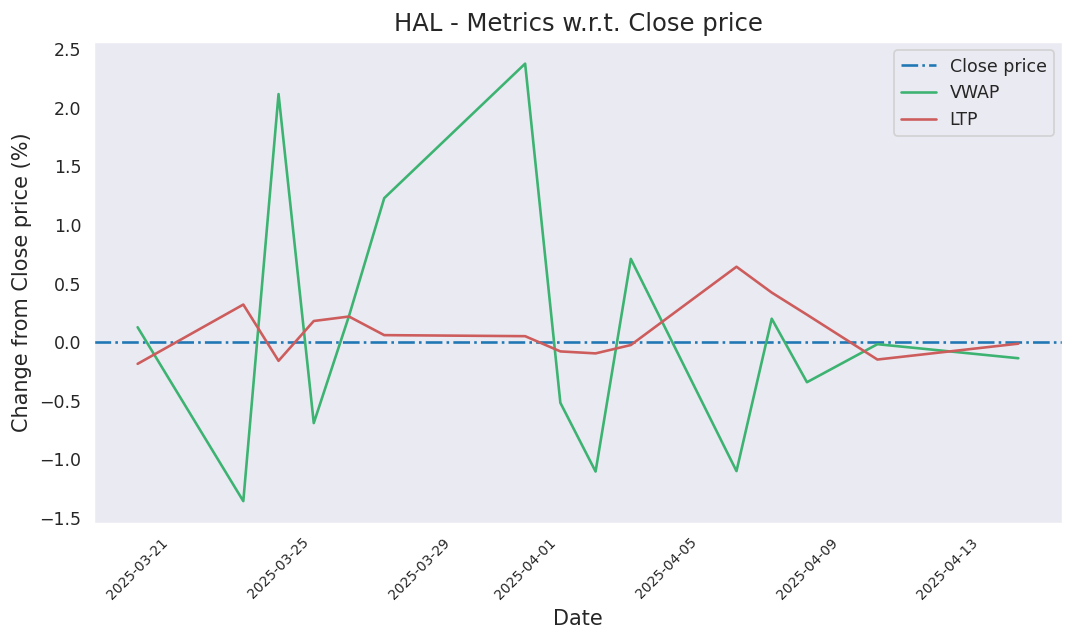 HAL - Metrics w.r.t. Close price
Change from Close price (%)
2.5
2.0
1.5
1.0
0.5
0.0
−0.5
−1.0
−1.5
Close price
VWAP
LTP
2025-03-21
2025-03-25
2025-03-29
2025-04-01
2025-04-05
2025-04-09
2025-04-13
Date